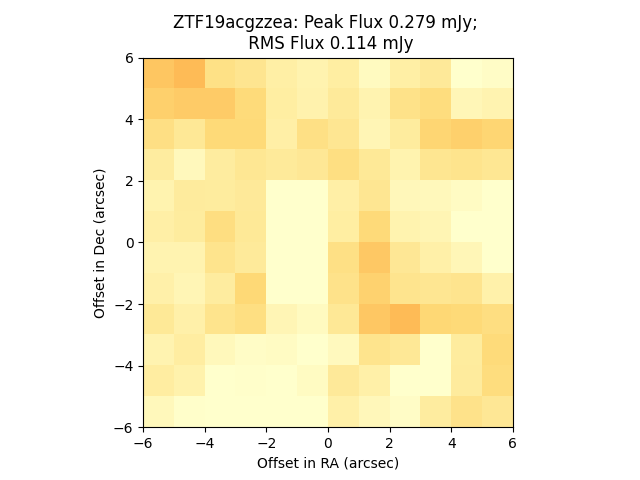 ZTF19acgzzea: Peak Flux 0.279 mJy;
RMS Flux 0.114 mJy
6
4
2
0
−2
−4
−6
Offset in Dec (arcsec)
−6 −4 −2 0 2 4 6
Offset in RA (arcsec)